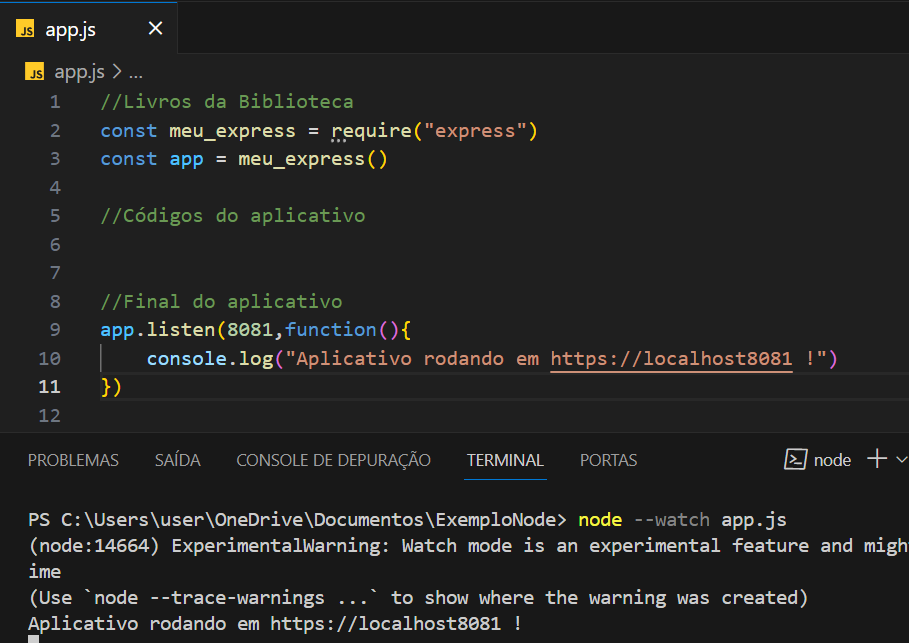 JS app.js ×
JS app.js > ...
1 //Livros da Biblioteca
2 const meu_express = require("express")
3 const app = meu_express()
4
5 //Códigos do aplicativo
6
7
8 //Final do aplicativo
9 app.listen(8081,function(){
10     console.log("Aplicativo rodando em https://localhost8081 !")
11 })
12
PROBLEMAS SAÍDA CONSOLE DE DEPURAÇÃO TERMINAL PORTAS node
PS C:\Users\user\OneDrive\Documentos\ExemploNode> node --watch app.js
(node:14664) ExperimentalWarning: Watch mode is an experimental feature and migh
ime
(Use `node --trace-warnings ...` to show where the warning was created)
Aplicativo rodando em https://localhost8081 !